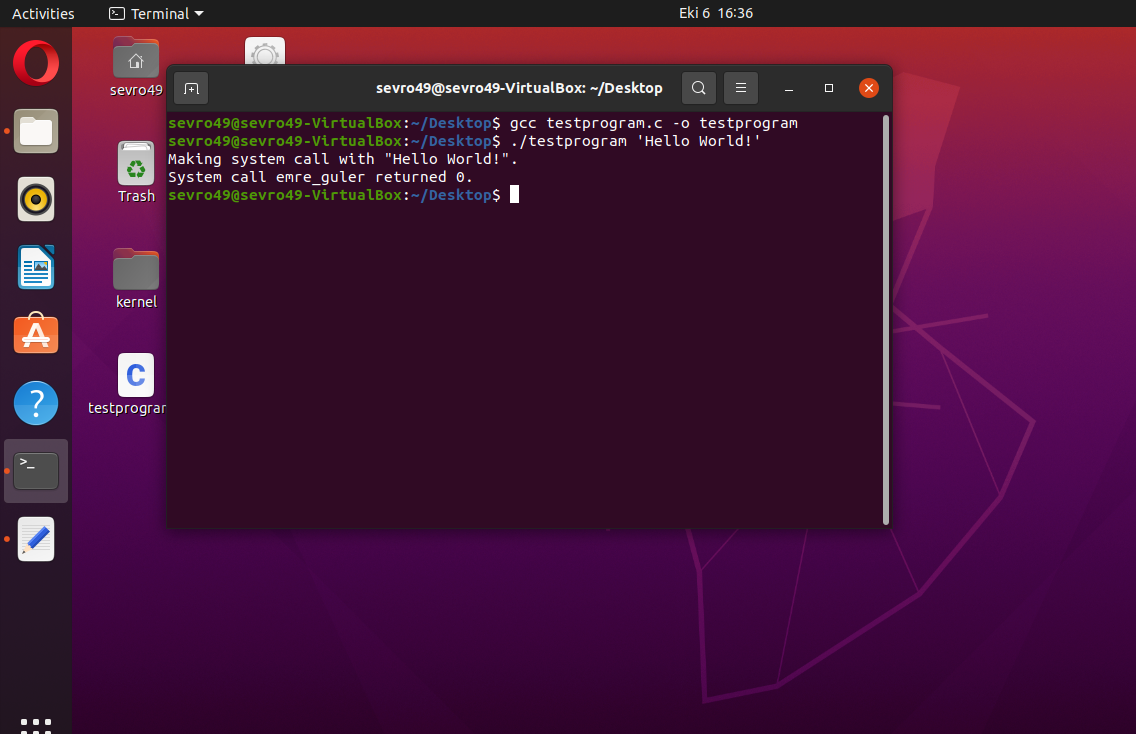 Activities
Terminal
Eki 6 16:36
sevro49
Trash
kernel
testprogram
sevro49@sevro49-VirtualBox: ~/Desktop
sevro49@sevro49-VirtualBox:~/Desktop$ gcc testprogram.c -o testprogram
sevro49@sevro49-VirtualBox:~/Desktop$ ./testprogram 'Hello World!'
Making system call with "Hello World!".
System call emre_guler returned 0.
sevro49@sevro49-VirtualBox:~/Desktop$